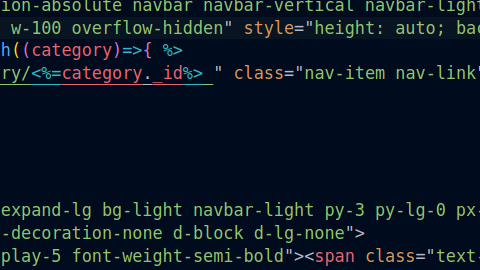 ion-absolute navbar navbar-vertical navbar-light
w-100 overflow-hidden" style="height: auto; bac
h((category)=>{ %>
ry/<%=category._id%> " class="nav-item nav-link"
expand-lg bg-light navbar-light py-3 py-lg-0 px-
-decoration-none d-block d-lg-none">
play-5 font-weight-semi-bold"><span class="text-